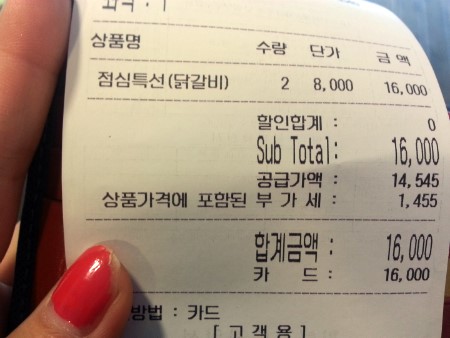 상품명 수량 단가 금 액
점심특선(닭갈비) 2 8,000 16,000
할인합계 : 0
Sub Total: 16,000
공급가액 : 14,545
상품가격에 포함된 부 가 세 : 1,455
합계금액 : 16,000
카 드 : 16,000
방법 : 카드
[ 고 객 용 ]